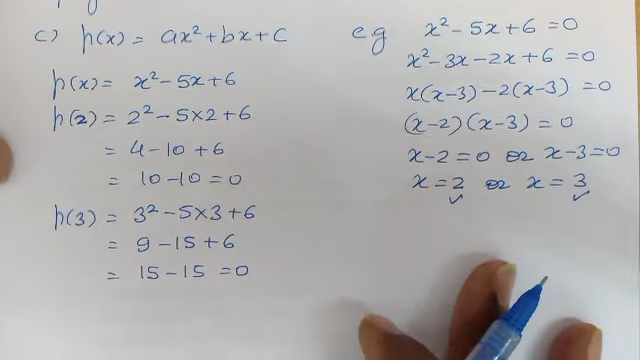 c) p(x) = ax² + bx + c
p(x) = x² - 5x + 6
p(2) = 2² - 5×2 + 6
= 4 - 10 + 6
= 10 - 10 = 0
p(3) = 3² - 5×3 + 6
= 9 - 15 + 6
= 15 - 15 = 0
eg x² - 5x + 6 = 0
x² - 3x - 2x + 6 = 0
x(x-3) - 2(x-3) = 0
(x-2)(x-3) = 0
x - 2 = 0 or x - 3 = 0
x = 2 or x = 3
✓ ✓